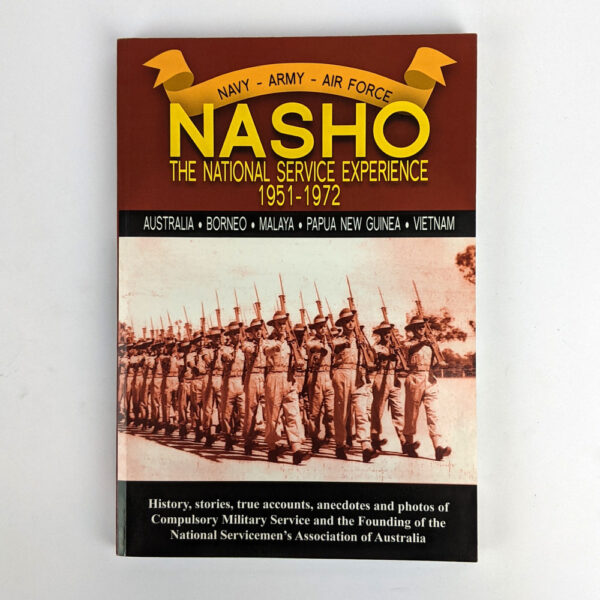 NAVY - ARMY - AIR FORCE
NASHO
THE NATIONAL SERVICE EXPERIENCE
1951-1972
AUSTRALIA • BORNEO • MALAYA • PAPUA NEW GUINEA • VIETNAM
History, stories, true accounts, anecdotes and photos of
Compulsory Military Service and the Founding of the
National Servicemen's Association of Australia